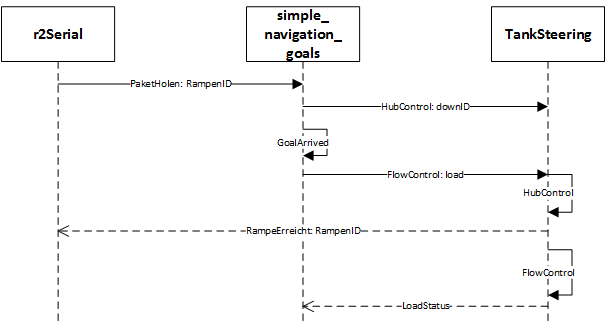 r2Serial
simple_
navigation_
goals
TankSteering
PaketHolen: RampenID
HubControl: downID
GoalArrived
FlowControl: load
HubControl
RampeErreicht: RampenID
FlowControl
LoadStatus